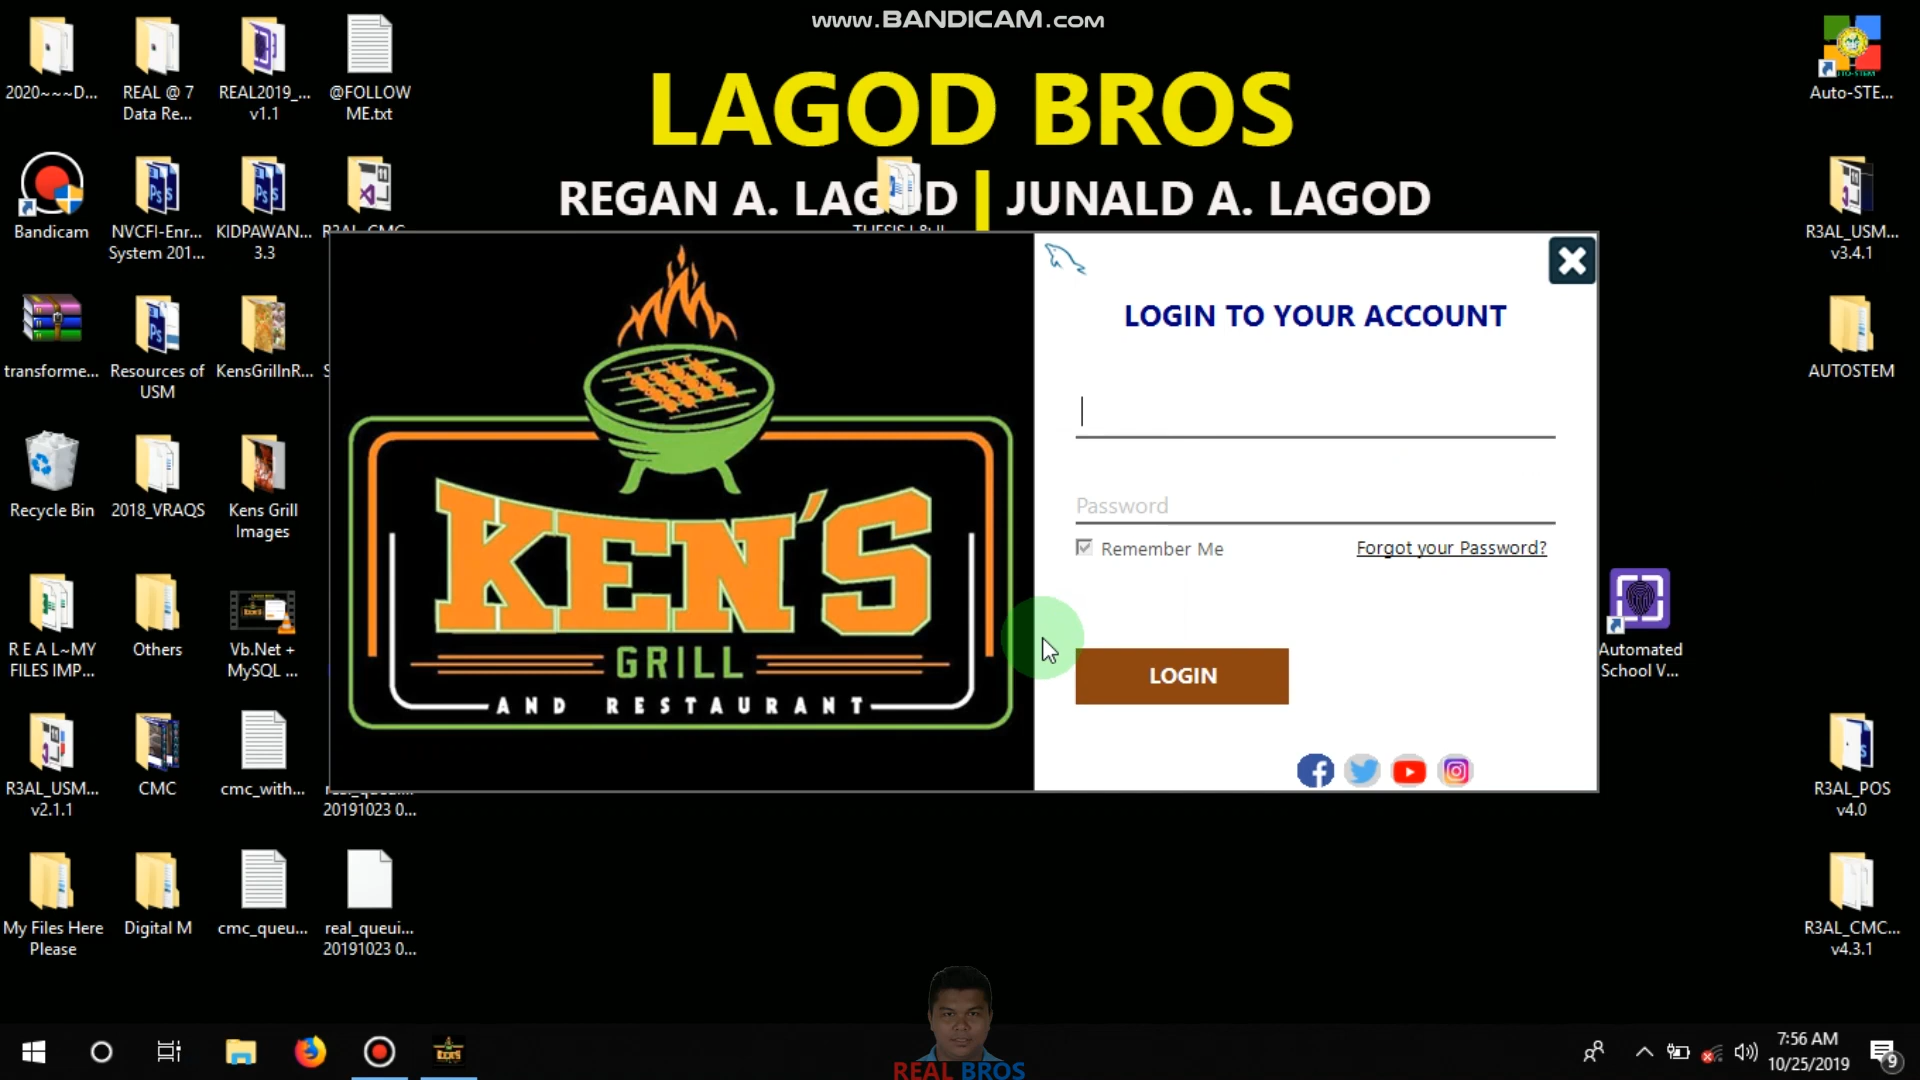 www.BANDICAM.com
LAGOD BROS
REGAN A. LAGOD | JUNALD A. LAGOD
2020~~~D...
REAL @ 7
Data Re...
REAL2019_...
v1.1
@FOLLOW
ME.txt
Auto-STE...
Bandicam
NVCFI-Enr...
System 201...
KIDPAWAN...
3.3
R3AL_CMC
THESIS I &II
R3AL_USM...
v3.4.1
transforme...
Resources of
USM
KensGrillnR...
S
AUTOSTEM
Recycle Bin
2018_VRAQS
Kens Grill
Images
R E A L~MY
FILES IMP...
Others
Vb.Net +
MySQL ...
Automated
School V...
R3AL_USM...
v2.1.1
CMC
cmc_with...
real_queui...
20191023 0...
R3AL_POS
v4.0
My Files Here
Please
Digital M
cmc_queu...
real_queui...
20191023 0...
R3AL_CMC...
v4.3.1
KEN'S
GRILL
AND RESTAURANT
LOGIN TO YOUR ACCOUNT
Password
Remember Me
Forgot your Password?
LOGIN
REAL BROS
7:56 AM
10/25/2019
9